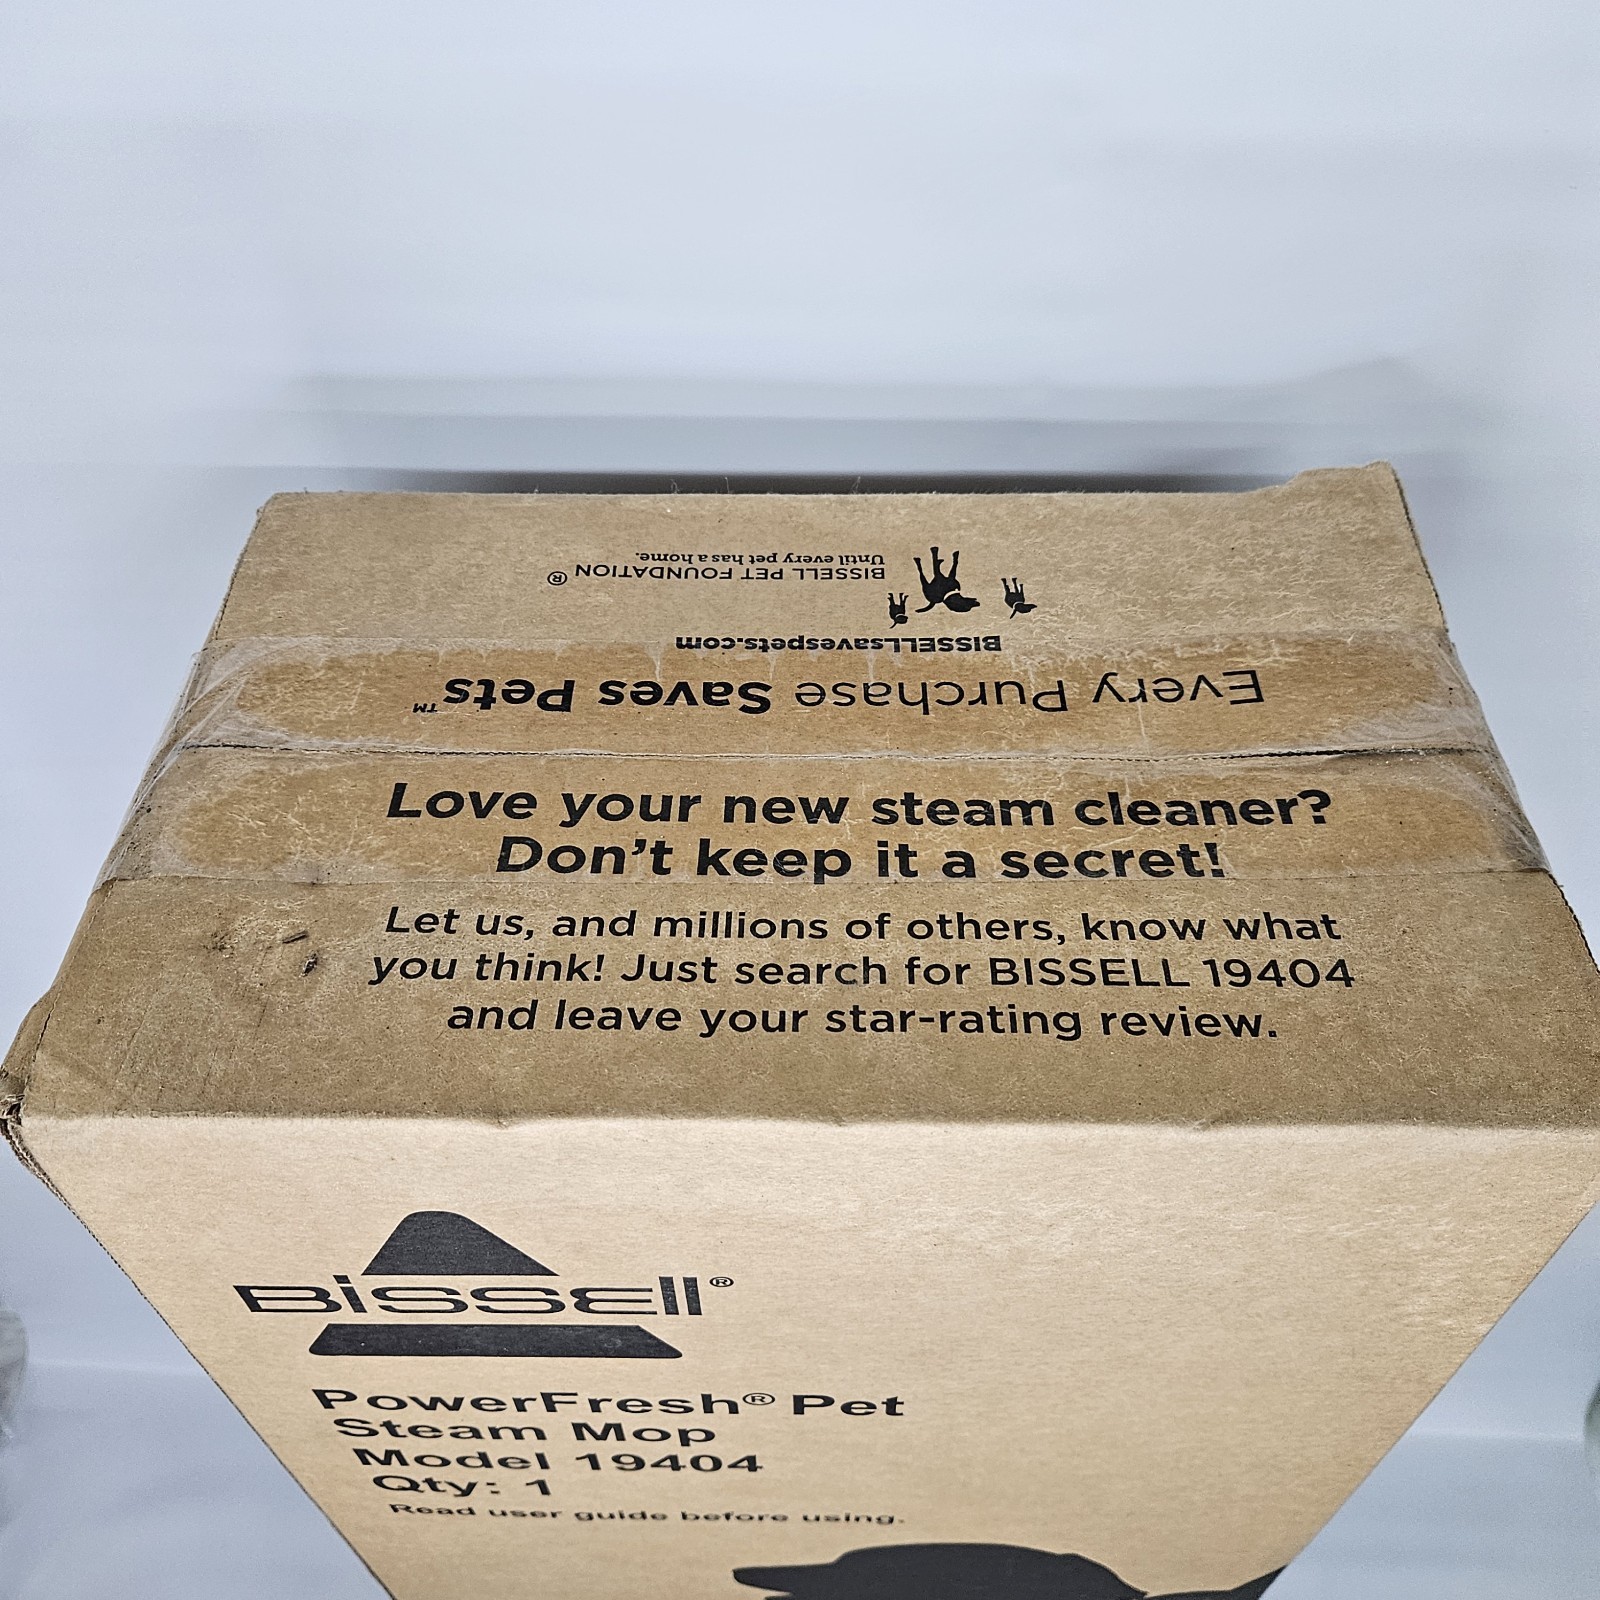 BISSELL PET FOUNDATION®
Until every pet has a home.
BISSELLsavespets.com
Every Purchase Saves Pets™
Love your new steam cleaner?
Don't keep it a secret!
Let us, and millions of others, know what
you think! Just search for BISSELL 19404
and leave your star-rating review.
BISSELL®
PowerFresh® Pet
Steam Mop
Model 19404
Qty: 1
Read user guide before using.